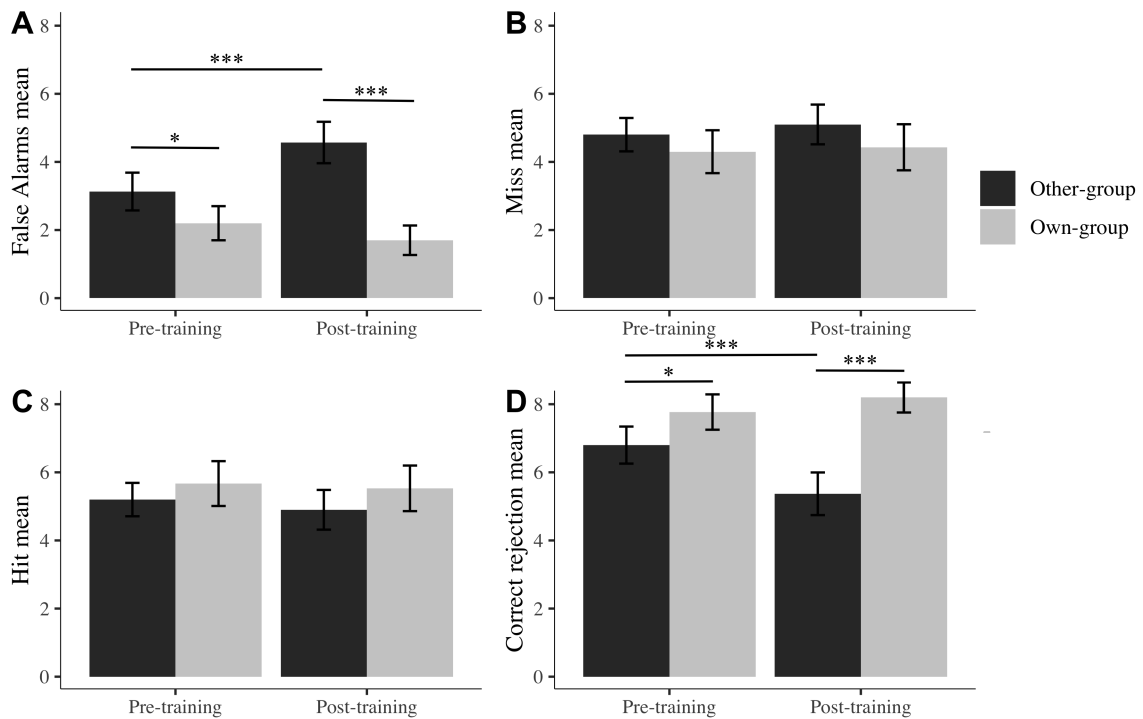 A
False Alarms mean
8
6
4
2
0
***
***
*
Pre-training
Post-training
B
Miss mean
8
6
4
2
0
Pre-training
Post-training
Other-group
Own-group
C
Hit mean
8
6
4
2
0
Pre-training
Post-training
D
Correct rejection mean
8
6
4
2
0
***
***
*
Pre-training
Post-training